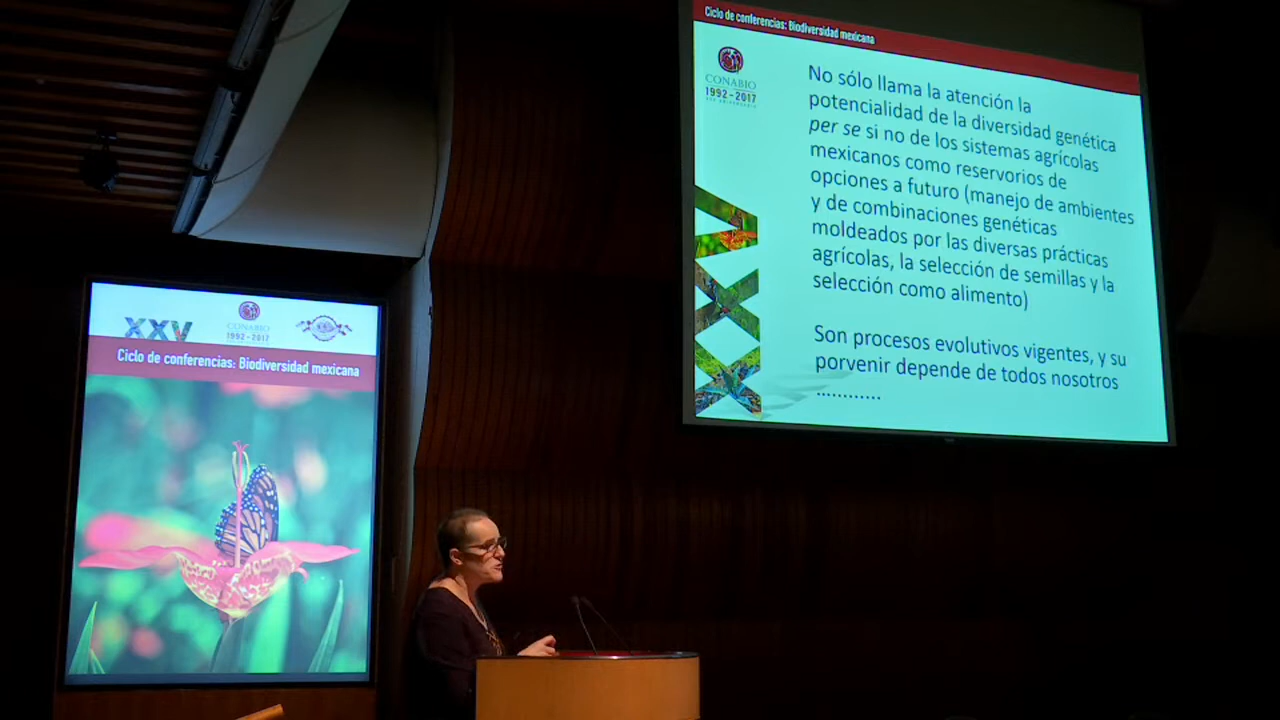 Ciclo de conferencias: Biodiversidad mexicana
CONABIO
1992 - 2017
XXV ANIVERSARIO
No sólo llama la atención la
potencialidad de la diversidad genética
per se si no de los sistemas agrícolas
mexicanos como reservorios de
opciones a futuro (manejo de ambientes
y de combinaciones genéticas
moldeados por las diversas prácticas
agrícolas, la selección de semillas y la
selección como alimento)
Son procesos evolutivos vigentes, y su
porvenir depende de todos nosotros
............
XXV
XXV
CONABIO
1992 - 2017
Ciclo de conferencias: Biodiversidad mexicana